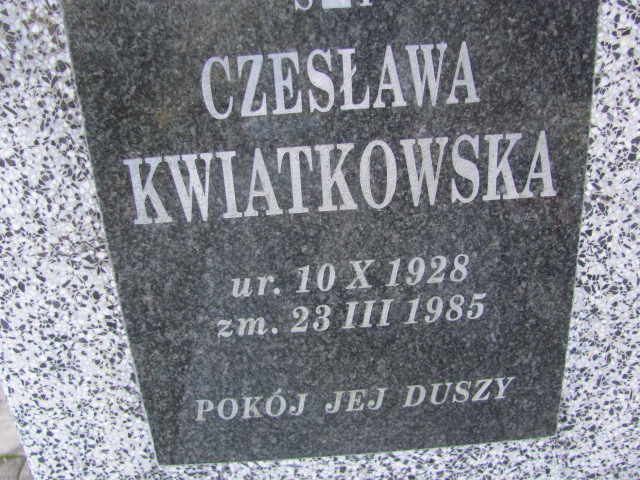 CZESŁAWA
KWIATKOWSKA
ur. 10 X 1928
zm. 23 III 1985
POKÓJ JEJ DUSZY